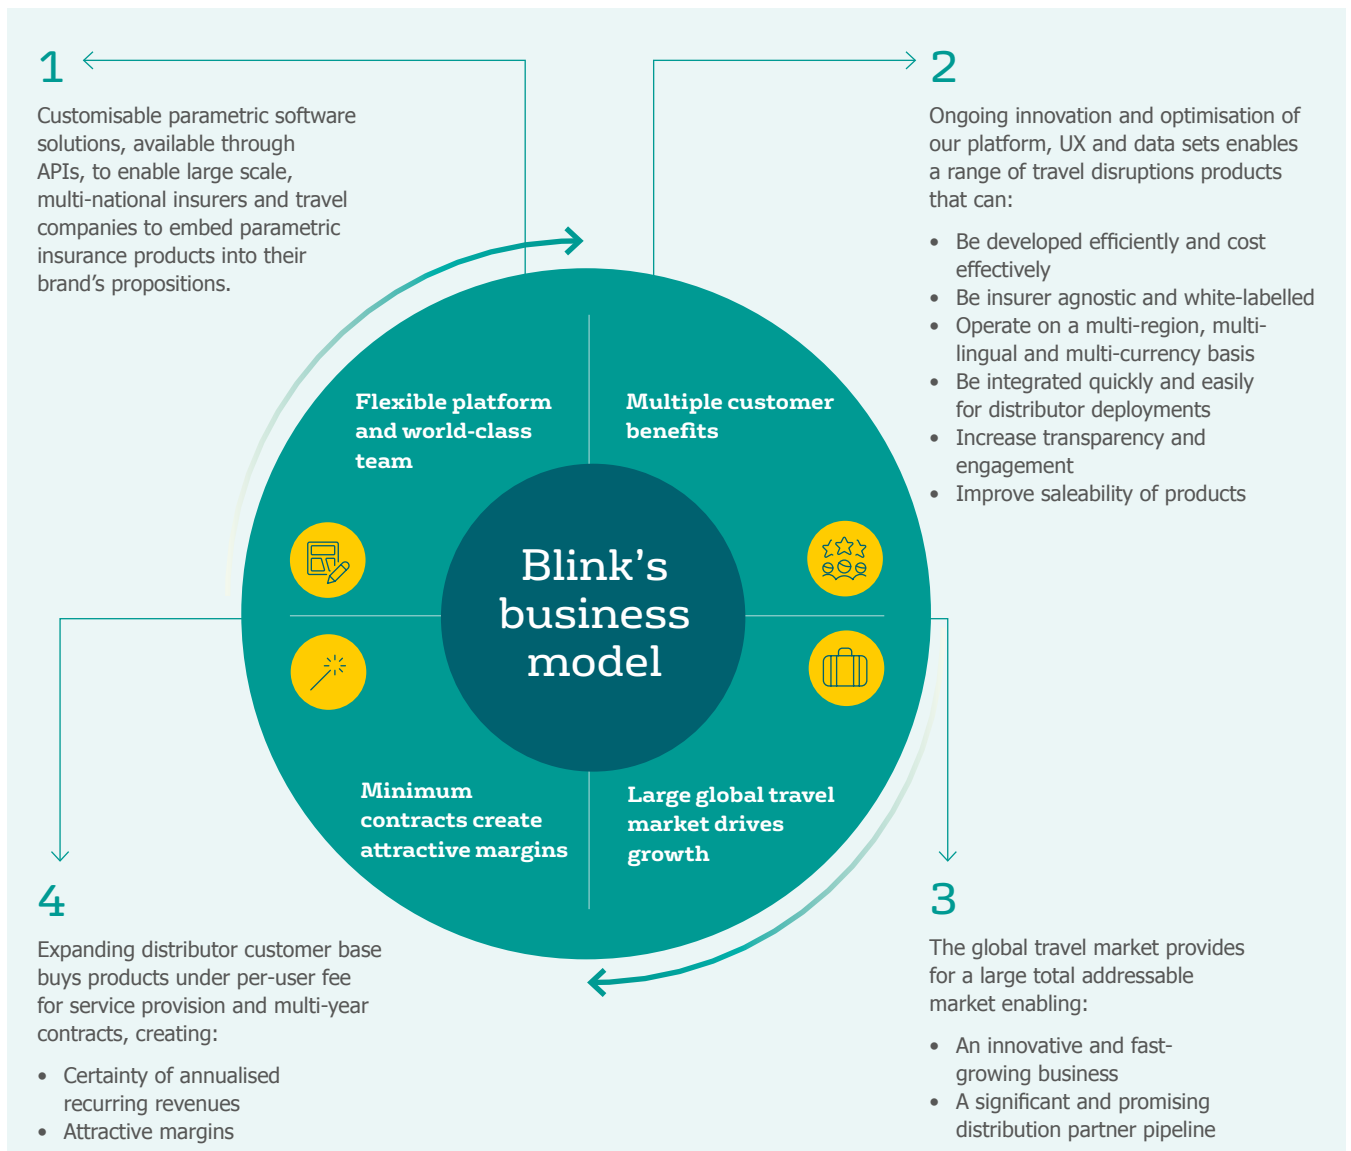 1
Customisable parametric software
solutions, available through
APIs, to enable large scale,
multi-national insurers and travel
companies to embed parametric
insurance products into their
brand’s propositions.
2
Ongoing innovation and optimisation of
our platform, UX and data sets enables
a range of travel disruptions products
that can:
• Be developed efficiently and cost
effectively
• Be insurer agnostic and white-labelled
• Operate on a multi-region, multi-
lingual and multi-currency basis
• Be integrated quickly and easily
for distributor deployments
• Increase transparency and
engagement
• Improve saleability of products
Flexible platform
and world-class
team
Multiple customer
benefits
Blink’s
business
model
Minimum
contracts create
attractive margins
Large global travel
market drives
growth
3
The global travel market provides
for a large total addressable
market enabling:
• An innovative and fast-
growing business
• A significant and promising
distribution partner pipeline
4
Expanding distributor customer base
buys products under per-user fee
for service provision and multi-year
contracts, creating:
• Certainty of annualised
recurring revenues
• Attractive margins